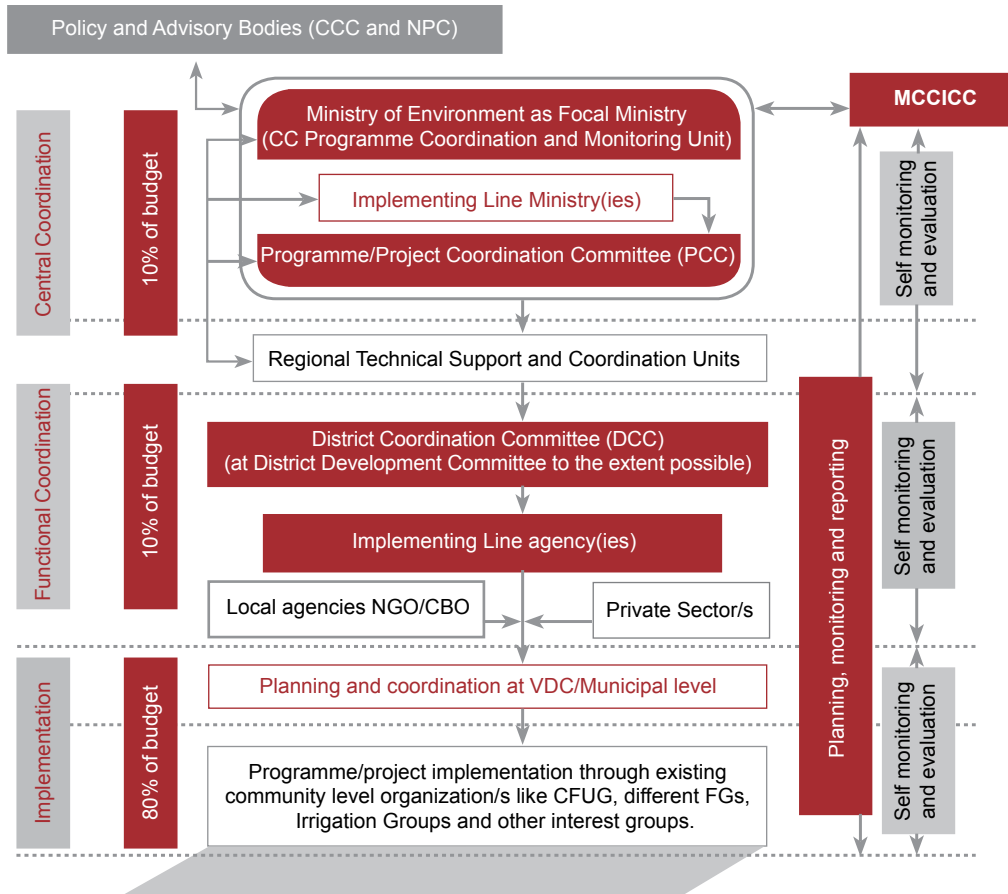 Policy and Advisory Bodies (CCC and NPC)
MCCICC
Central Coordination
10% of budget
Ministry of Environment as Focal Ministry
(CC Programme Coordination and Monitoring Unit)
Implementing Line Ministry(ies)
Programme/Project Coordination Committee (PCC)
Self monitoring
and evaluation
Regional Technical Support and Coordination Units
Functional Coordination
10% of budget
District Coordination Committee (DCC)
(at District Development Committee to the extent possible)
Implementing Line agency(ies)
Local agencies NGO/CBO
Private Sector/s
Planning, monitoring and reporting
Self monitoring
and evaluation
Implementation
80% of budget
Planning and coordination at VDC/Municipal level
Programme/project implementation through existing
community level organization/s like CFUG, different FGs,
Irrigation Groups and other interest groups.
Self monitoring
and evaluation